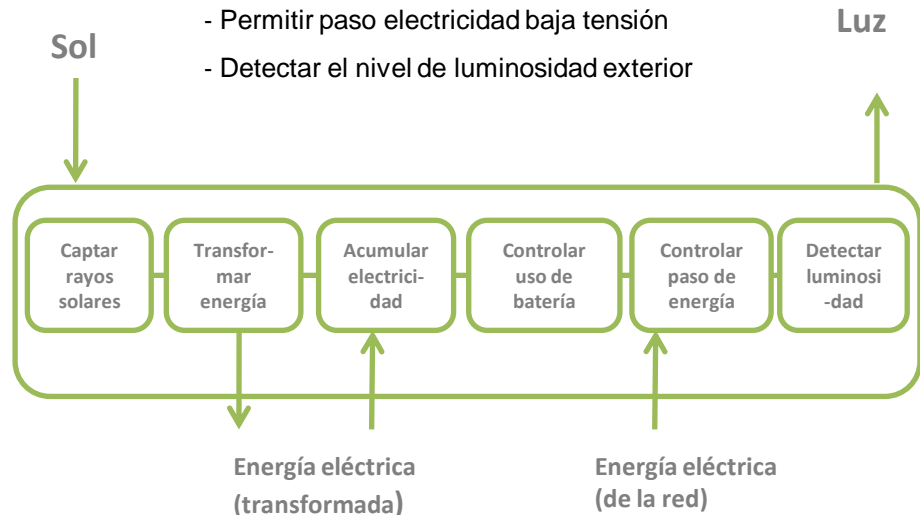 - Permitir paso electricidad baja tensión
Sol
Luz
- Detectar el nivel de luminosidad exterior
Captar
rayos
solares
Transfor-
mar
energía
Acumular
electrici-
dad
Controlar
uso de
batería
Controlar
paso de
energía
Detectar
luminosi
-dad
Energía eléctrica
(transformada)
Energía eléctrica
(de la red)